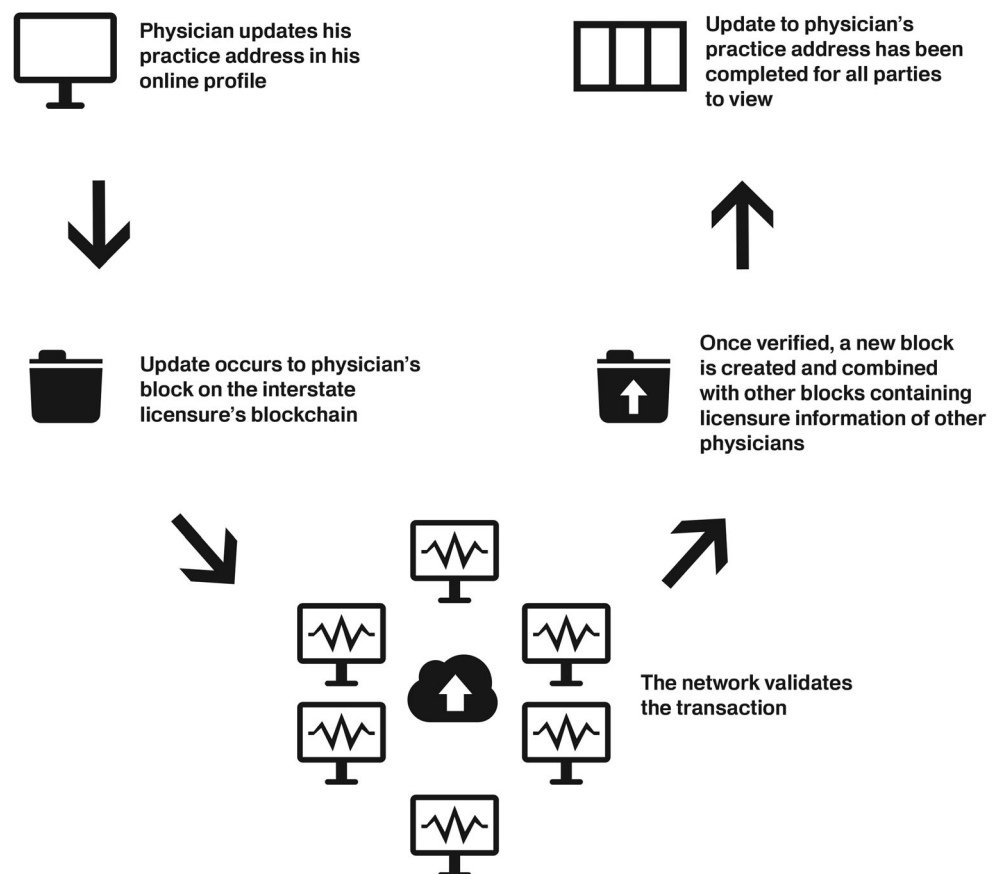 Physician updates his
practice address in his
online profile
Update occurs to physician’s
block on the interstate
licensure’s blockchain
The network validates
the transaction
Once verified, a new block
is created and combined
with other blocks containing
licensure information of other
physicians
Update to physician’s
practice address has been
completed for all parties
to view